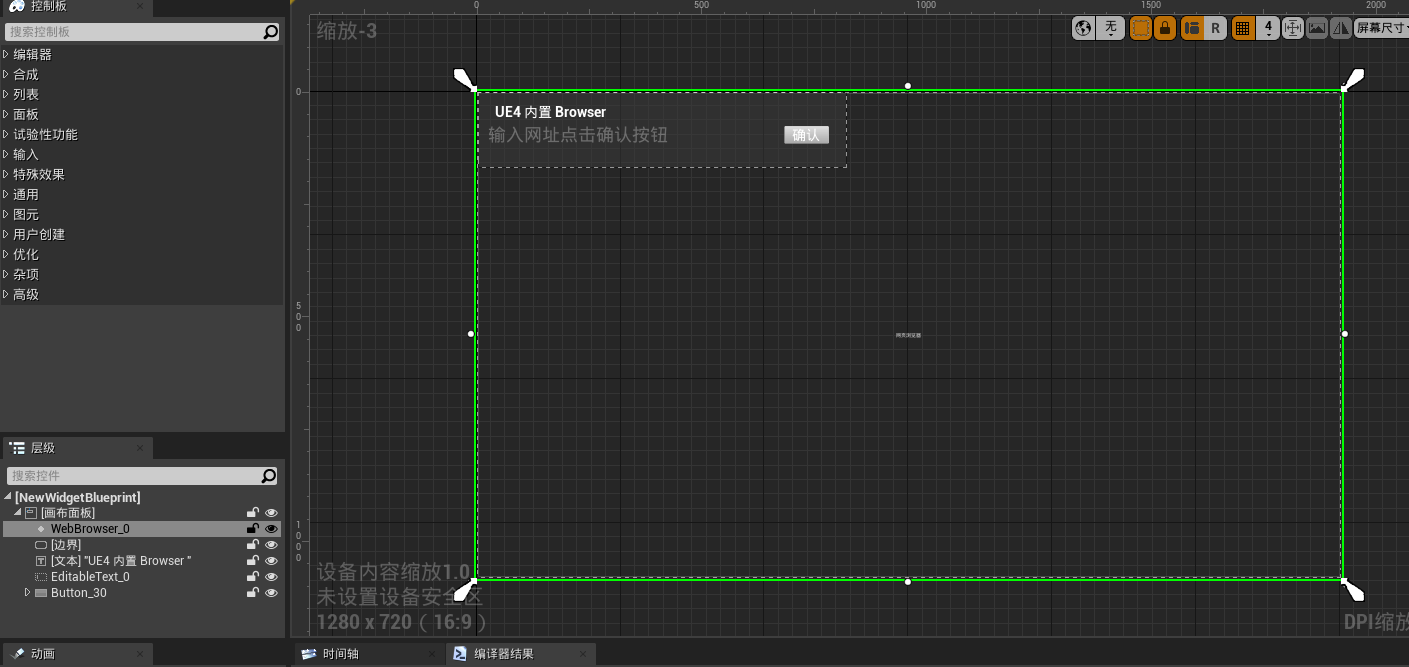 控制板
搜索控制板
编辑器
合成
列表
面板
试验性功能
输入
特殊效果
通用
图元
用户创建
优化
杂项
高级
层级
搜索控件
[NewWidgetBlueprint]
[画布面板]
WebBrowser_0
[边界]
[文本] "UE4 内置 Browser "
EditableText_0
Button_30
动画
0
500
1000
1500
2000
缩放-3
无
R
4
屏幕尺寸
0
500
1000
UE4 内置 Browser
输入网址点击确认按钮
确认
网页浏览器
设备内容缩放1.0
未设置设备安全区
1280 x 720（16:9）
DPI缩放
时间轴
编译器结果